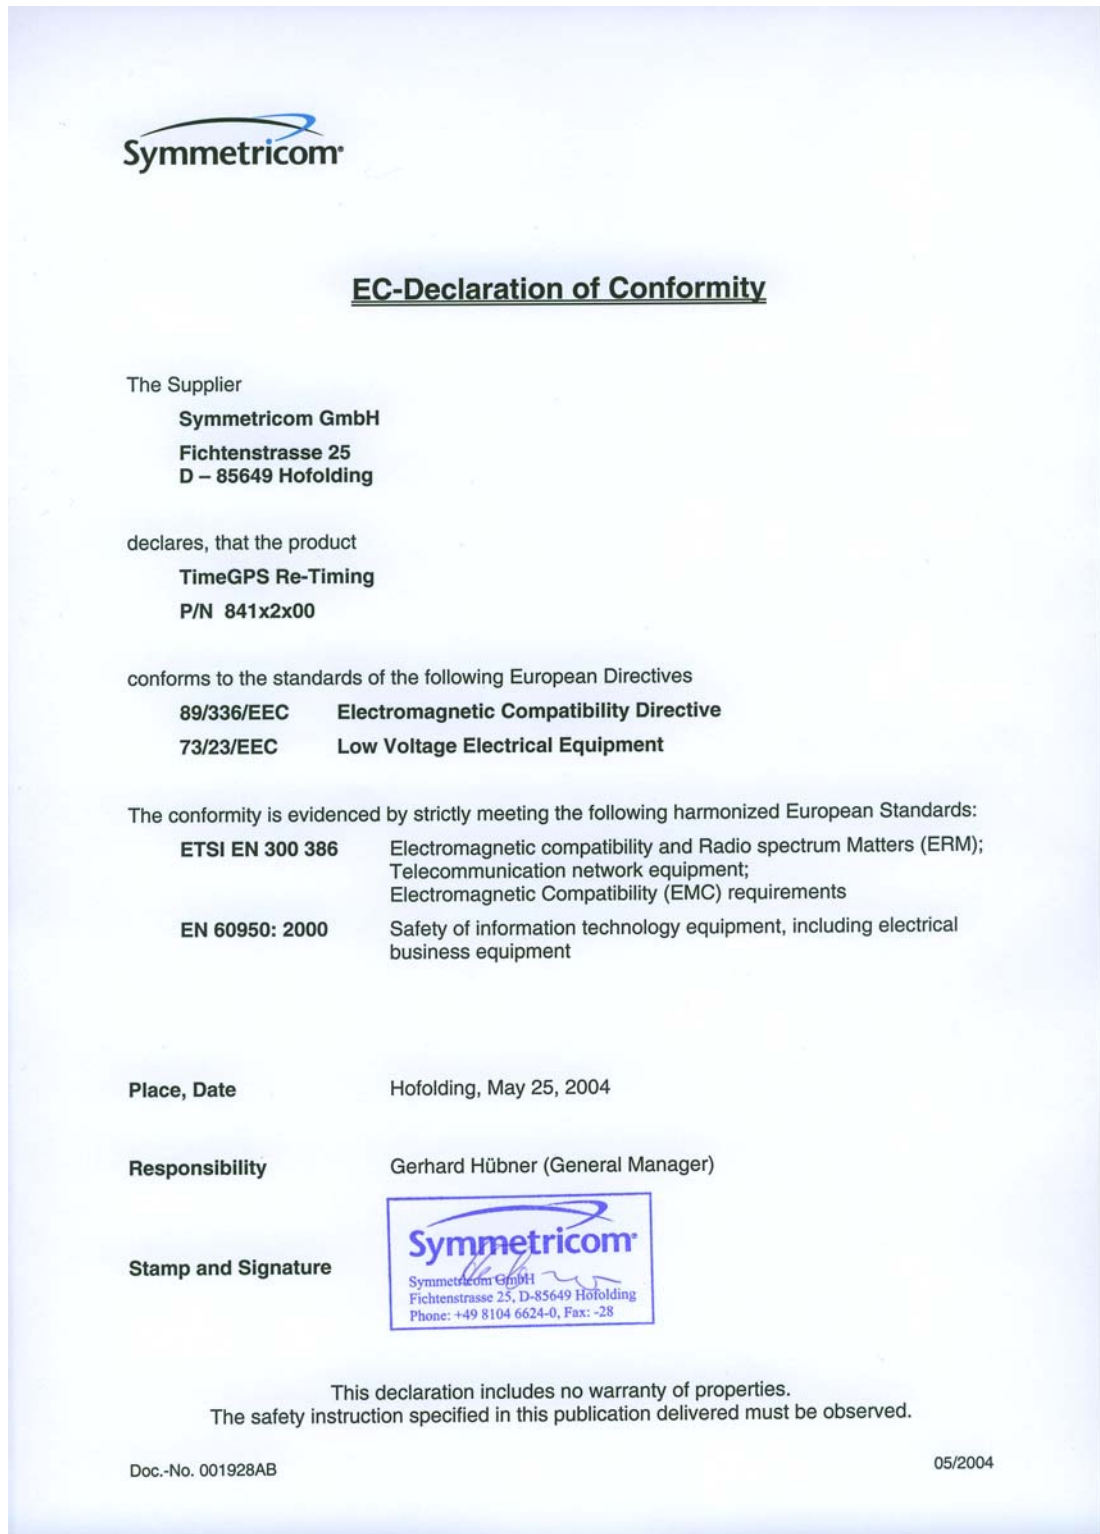 Symmetricom
EC-Declaration of Conformity
The Supplier
Symmetricom GmbH
Fichtenstrasse 25
D – 85649 Hofolding
declares, that the product
TimeGPS Re-Timing
P/N 841x2x00
conforms to the standards of the following European Directives
89/336/EEC Electromagnetic Compatibility Directive
73/23/EEC Low Voltage Electrical Equipment
The conformity is evidenced by strictly meeting the following harmonized European Standards:
ETSI EN 300 386 Electromagnetic compatibility and Radio spectrum Matters (ERM);
Telecommunication network equipment;
Electromagnetic Compatibility (EMC) requirements
EN 60950: 2000 Safety of information technology equipment, including electrical
business equipment
Place, Date Hofolding, May 25, 2004
Responsibility Gerhard Hübner (General Manager)
Stamp and Signature
Symmetricom
Symmetricom GmbH
Fichtenstrasse 25, D-85649 Hofolding
Phone: +49 8104 6624-0, Fax: -28
This declaration includes no warranty of properties.
The safety instruction specified in this publication delivered must be observed.
Doc.-No. 001928AB 05/2004